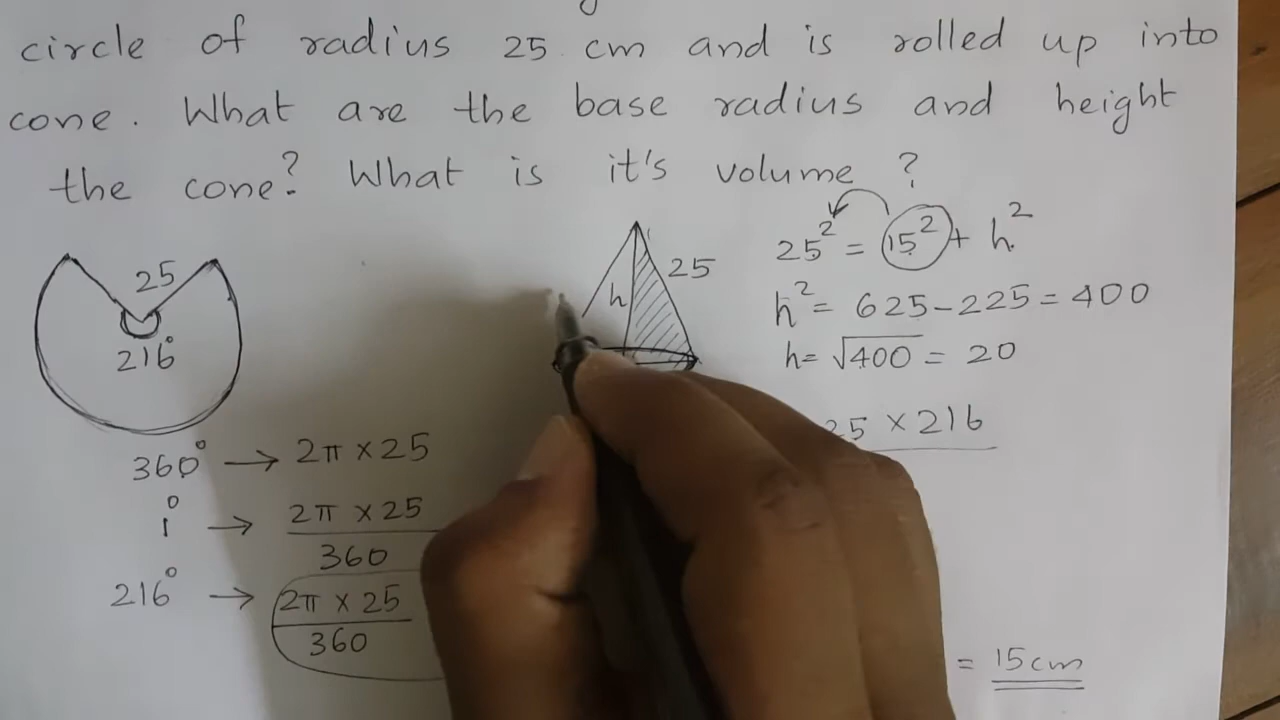 circle of radius 25 cm and is rolled up into
cone. What are the base radius and height
the cone? What is it's volume ?
25
216°
h
25
25² = 15² + h²
h² = 625 - 225 = 400
h = √400 = 20
360° → 2π × 25
1° → 2π × 25
360
216° → 2π × 25
360
25 × 216
= 15cm